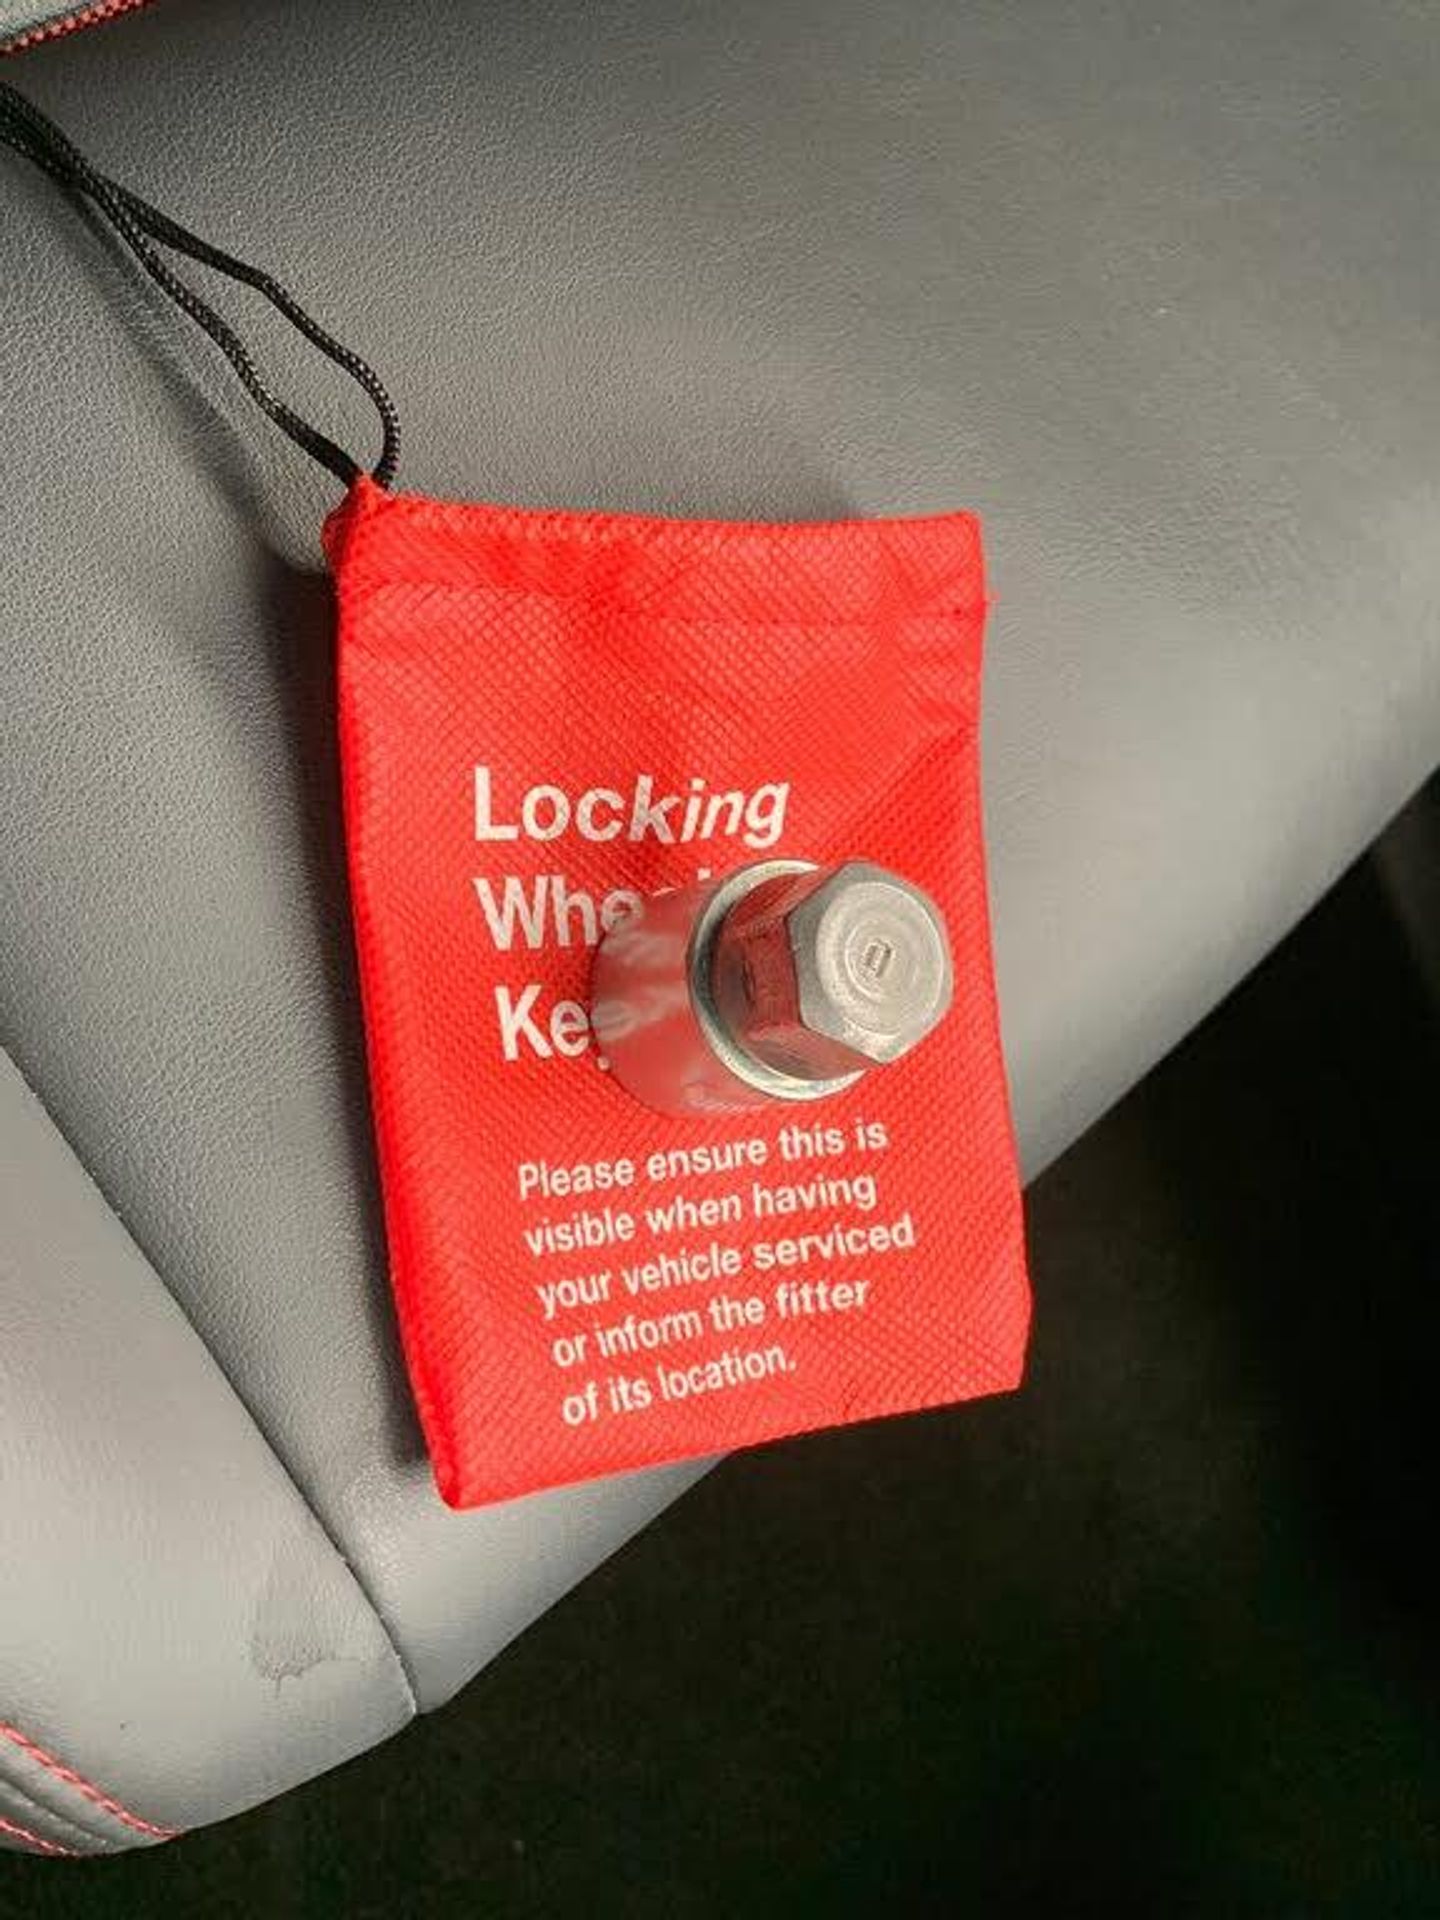 Locking
Whe
Key
Please ensure this is
visible when having
your vehicle serviced
or inform the fitter
of its location.